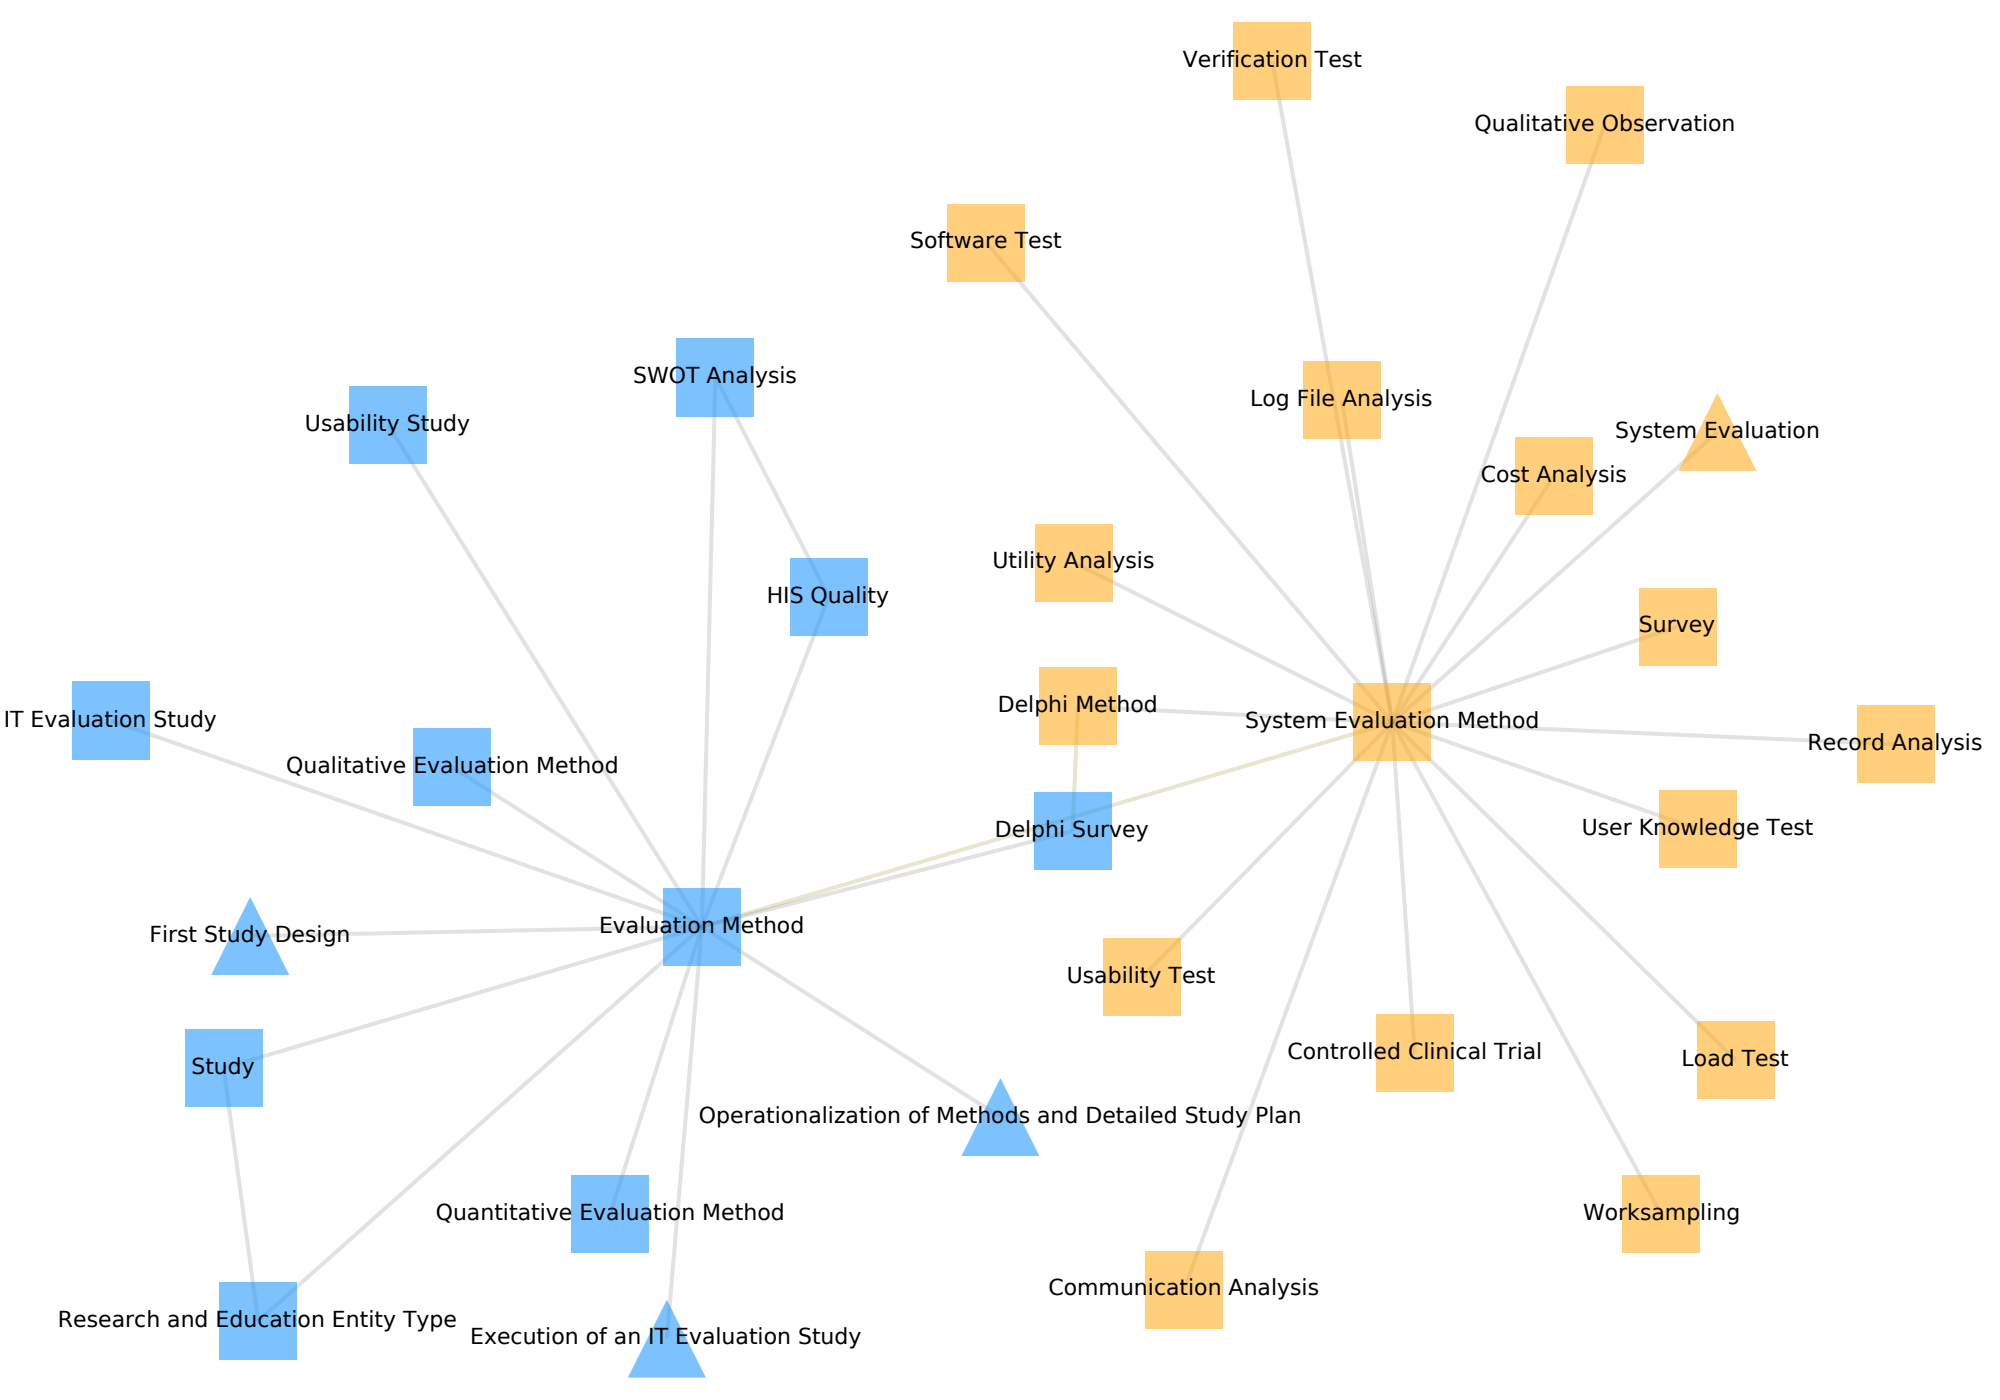 Verification Test
Qualitative Observation
Software Test
SWOT Analysis
Log File Analysis
Usability Study
System Evaluation
Cost Analysis
Utility Analysis
HIS Quality
Survey
Delphi Method
IT Evaluation Study
System Evaluation Method
Record Analysis
Qualitative Evaluation Method
User Knowledge Test
Delphi Survey
Evaluation Method
First Study Design
Usability Test
Controlled Clinical Trial
Load Test
Study
Operationalization of Methods and Detailed Study Plan
Quantitative Evaluation Method
Worksampling
Communication Analysis
Research and Education Entity Type
Execution of an IT Evaluation Study